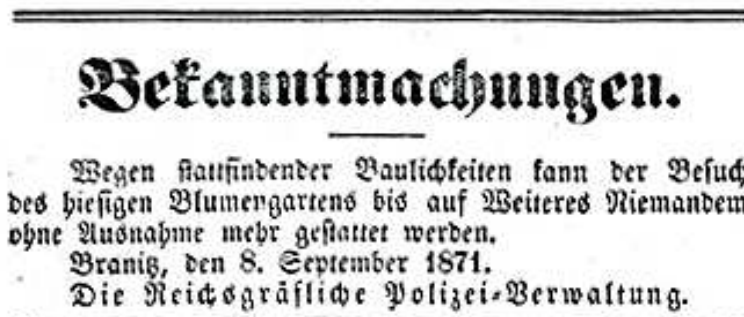 Bekanntmachungen.
Wegen stattfindender Baulichkeiten kann der Besuch
des hiesigen Blumengartens bis auf Weiteres Niemandem
ohne Ausnahme mehr gestattet werden.
Branitz, den 8. September 1871.
Die Reichsgräfliche Polizei-Verwaltung.